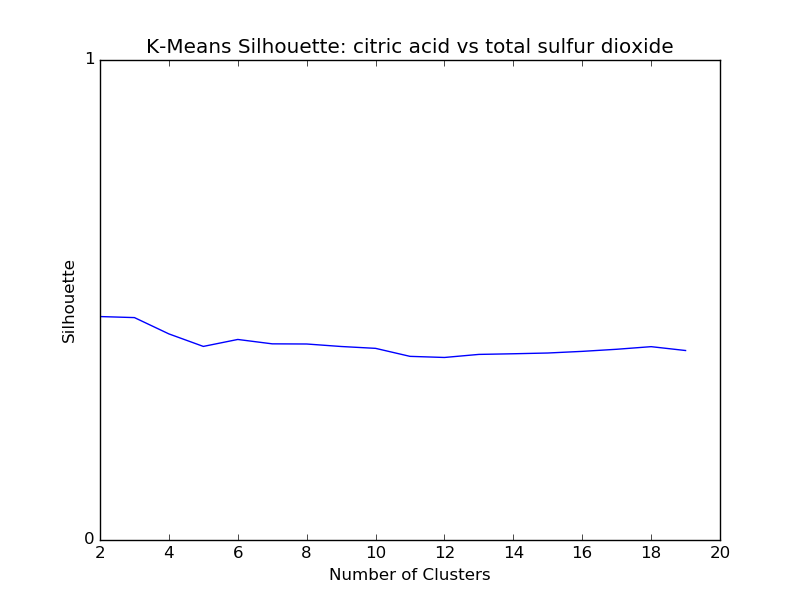 K-Means Silhouette: citric acid vs total sulfur dioxide
1
Silhouette
0
2 4 6 8 10 12 14 16 18 20
Number of Clusters